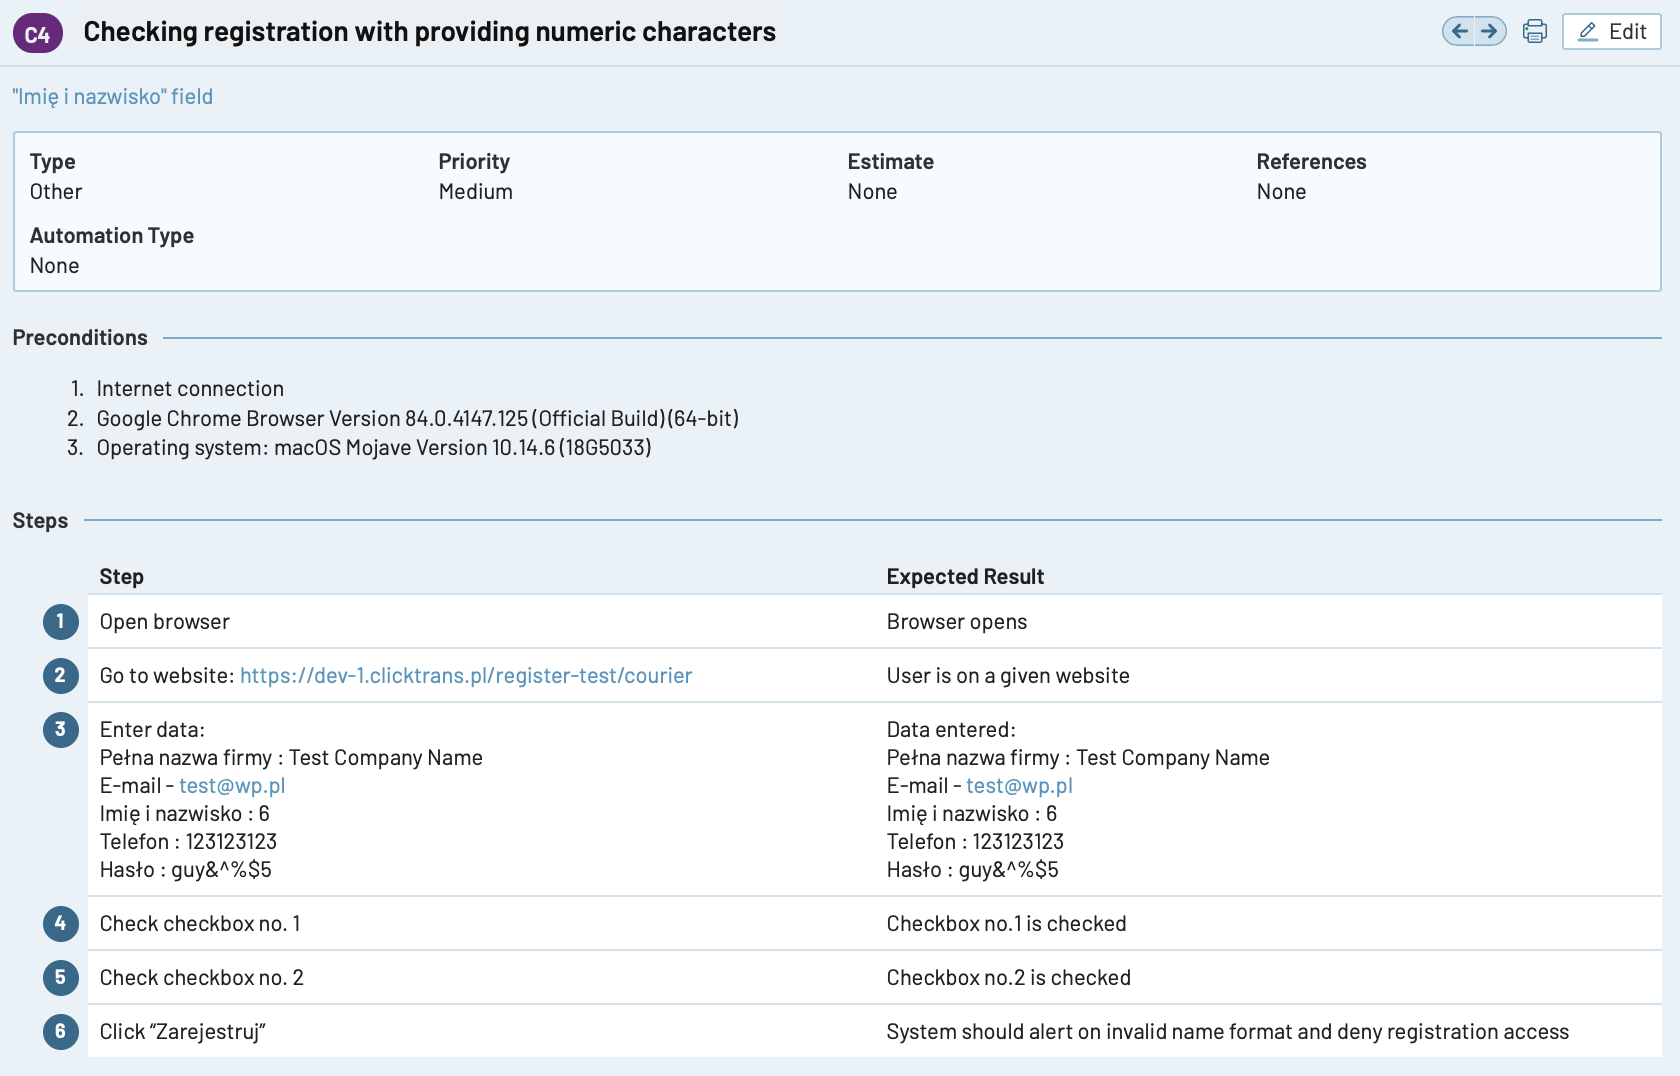 C4 Checking registration with providing numeric characters Edit
"Imię i nazwisko" field
Type Priority Estimate References
Other Medium None None
Automation Type
None
Preconditions
1. Internet connection
2. Google Chrome Browser Version 84.0.4147.125 (Official Build) (64-bit)
3. Operating system: macOS Mojave Version 10.14.6 (18G5033)
Steps
Step Expected Result
1 Open browser Browser opens
2 Go to website: https://dev-1.clicktrans.pl/register-test/courier User is on a given website
3 Enter data: Data entered:
Pełna nazwa firmy : Test Company Name Pełna nazwa firmy : Test Company Name
E-mail - test@wp.pl E-mail - test@wp.pl
Imię i nazwisko : 6 Imię i nazwisko : 6
Telefon : 123123123 Telefon : 123123123
Hasło : guy&^%$5 Hasło : guy&^%$5
4 Check checkbox no. 1 Checkbox no.1 is checked
5 Check checkbox no. 2 Checkbox no.2 is checked
6 Click “Zarejestruj” System should alert on invalid name format and deny registration access